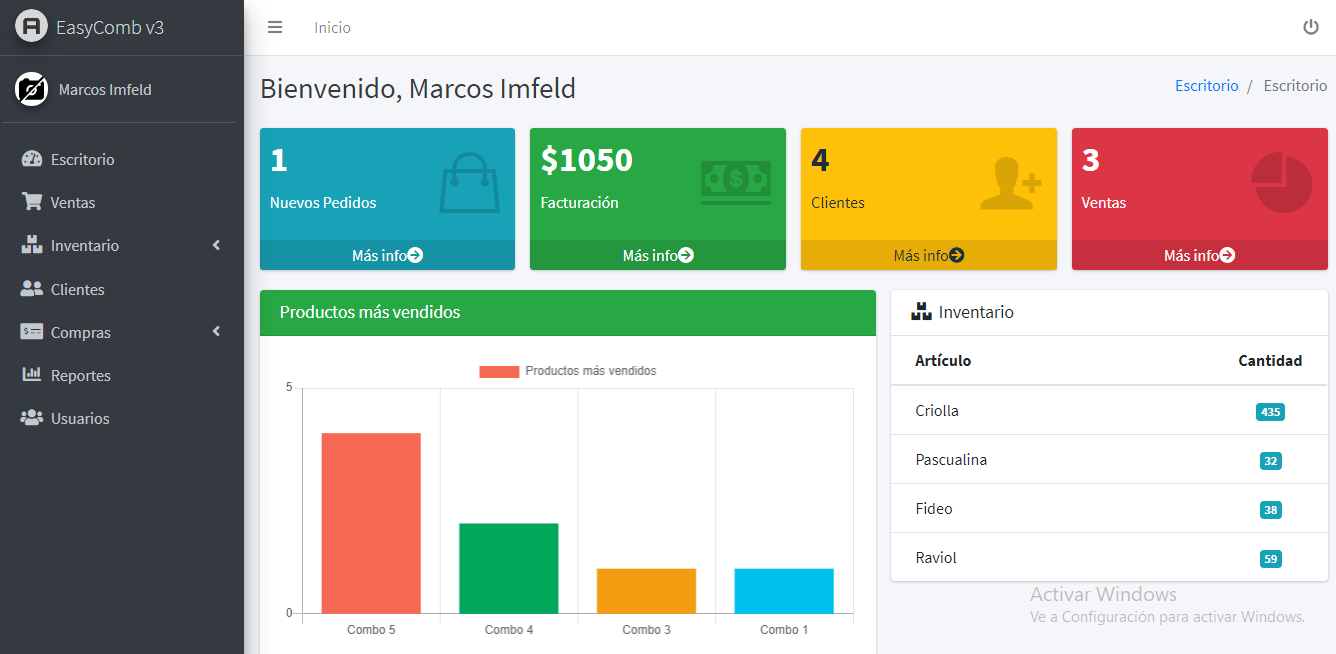 EasyComb v3
Inicio
Marcos Imfeld
Escritorio
Ventas
Inventario
Clientes
Compras
Reportes
Usuarios
Bienvenido, Marcos Imfeld
Escritorio / Escritorio
1
Nuevos Pedidos
Más info
$1050
Facturación
Más info
4
Clientes
Más info
3
Ventas
Más info
Productos más vendidos
Productos más vendidos
5
0
Combo 5 Combo 4 Combo 3 Combo 1
Inventario
Artículo Cantidad
Criolla 435
Pascualina 32
Fideo 38
Raviol 59
Activar Windows
Ve a Configuración para activar Windows.